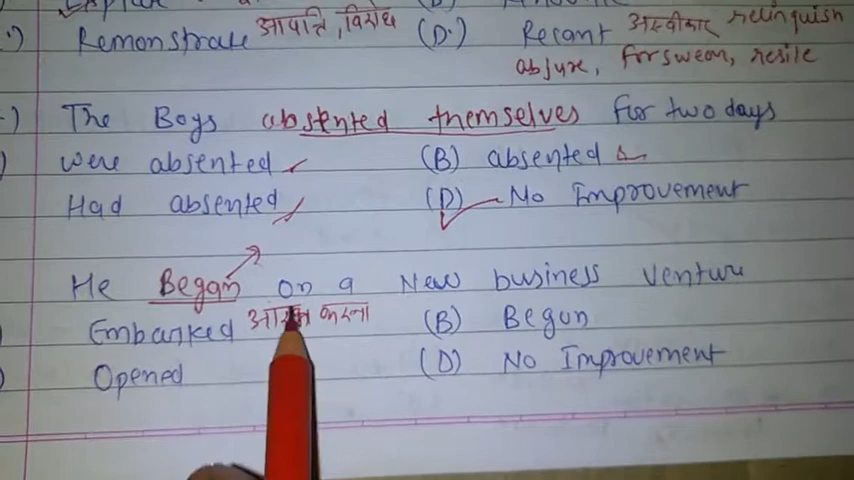 Remonstrate आपत्ति, विरोध (D.) Recant अस्वीकार relinquish
abjure, forswear, resile
The Boys absented themselves for two days
were absented (B) absented
Had absented (D) No Improvement
He Began on a New business venture
Embarked करना (B) Begun
Opened (D) No Improvement